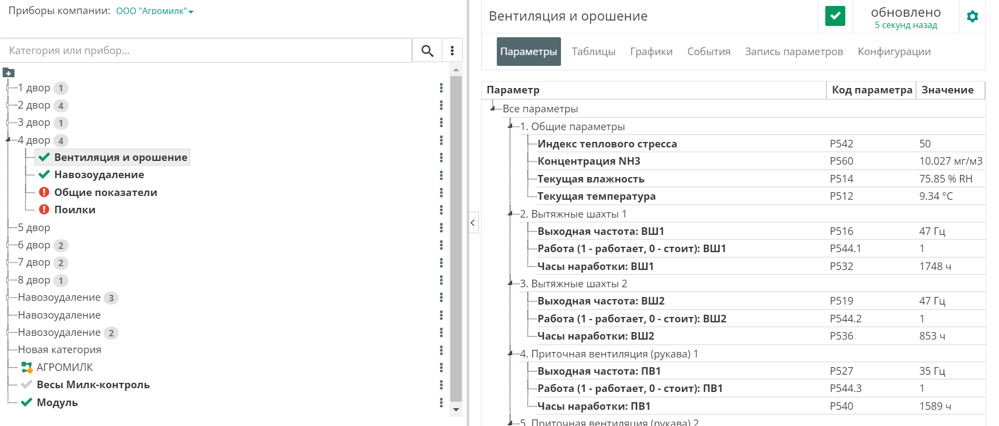 Приборы компании: ООО "Агромилк"
Категория или прибор...
1 двор 1
2 двор 4
3 двор 1
4 двор 4
Вентиляция и орошение
Навозоудаление
Общие показатели
Поилки
5 двор
6 двор 2
7 двор 2
8 двор 1
Навозоудаление 3
Навозоудаление
Навозоудаление 2
Новая категория
АГРОМИЛК
Весы Милк-контроль
Модуль
Вентиляция и орошение
обновлено
5 секунд назад
Параметры Таблицы Графики События Запись параметров Конфигурации
Параметр Код параметра Значение
Все параметры
1. Общие параметры
Индекс теплового стресса P542 50
Концентрация NH3 P560 10.027 мг/м3
Текущая влажность P514 75.85 % RH
Текущая температура P512 9.34 °C
2. Вытяжные шахты 1
Выходная частота: ВШ1 P516 47 Гц
Работа (1 - работает, 0 - стоит): ВШ1 P544.1 1
Часы наработки: ВШ1 P532 1748 ч
3. Вытяжные шахты 2
Выходная частота: ВШ2 P519 47 Гц
Работа (1 - работает, 0 - стоит): ВШ2 P544.2 1
Часы наработки: ВШ2 P536 853 ч
4. Приточная вентиляция (рукава) 1
Выходная частота: ПВ1 P527 35 Гц
Работа (1 - работает, 0 - стоит): ПВ1 P544.3 1
Часы наработки: ПВ1 P540 1589 ч
5. Приточная вентиляция (рукава) 2